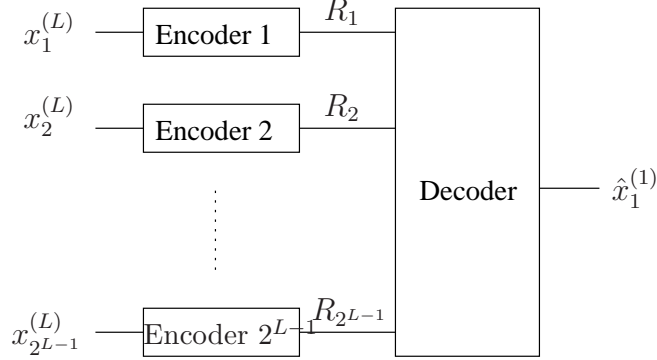 x_1^{(L)} Encoder 1 R_1
x_2^{(L)} Encoder 2 R_2
Decoder x̂_1^{(1)}
x_{2^{L-1}}^{(L)} Encoder 2^{L-1} R_{2^{L-1}}